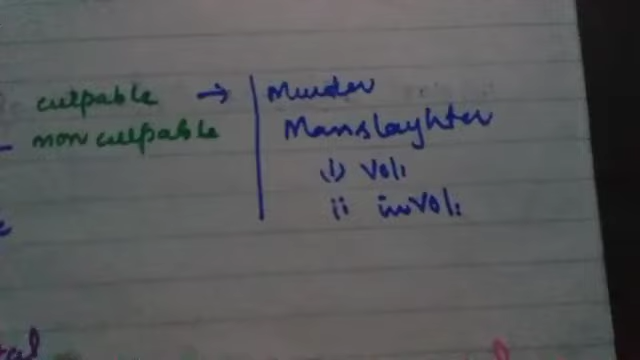 culpable → Murder
non culpable Manslaughter
(i) Vol:
ii invol: